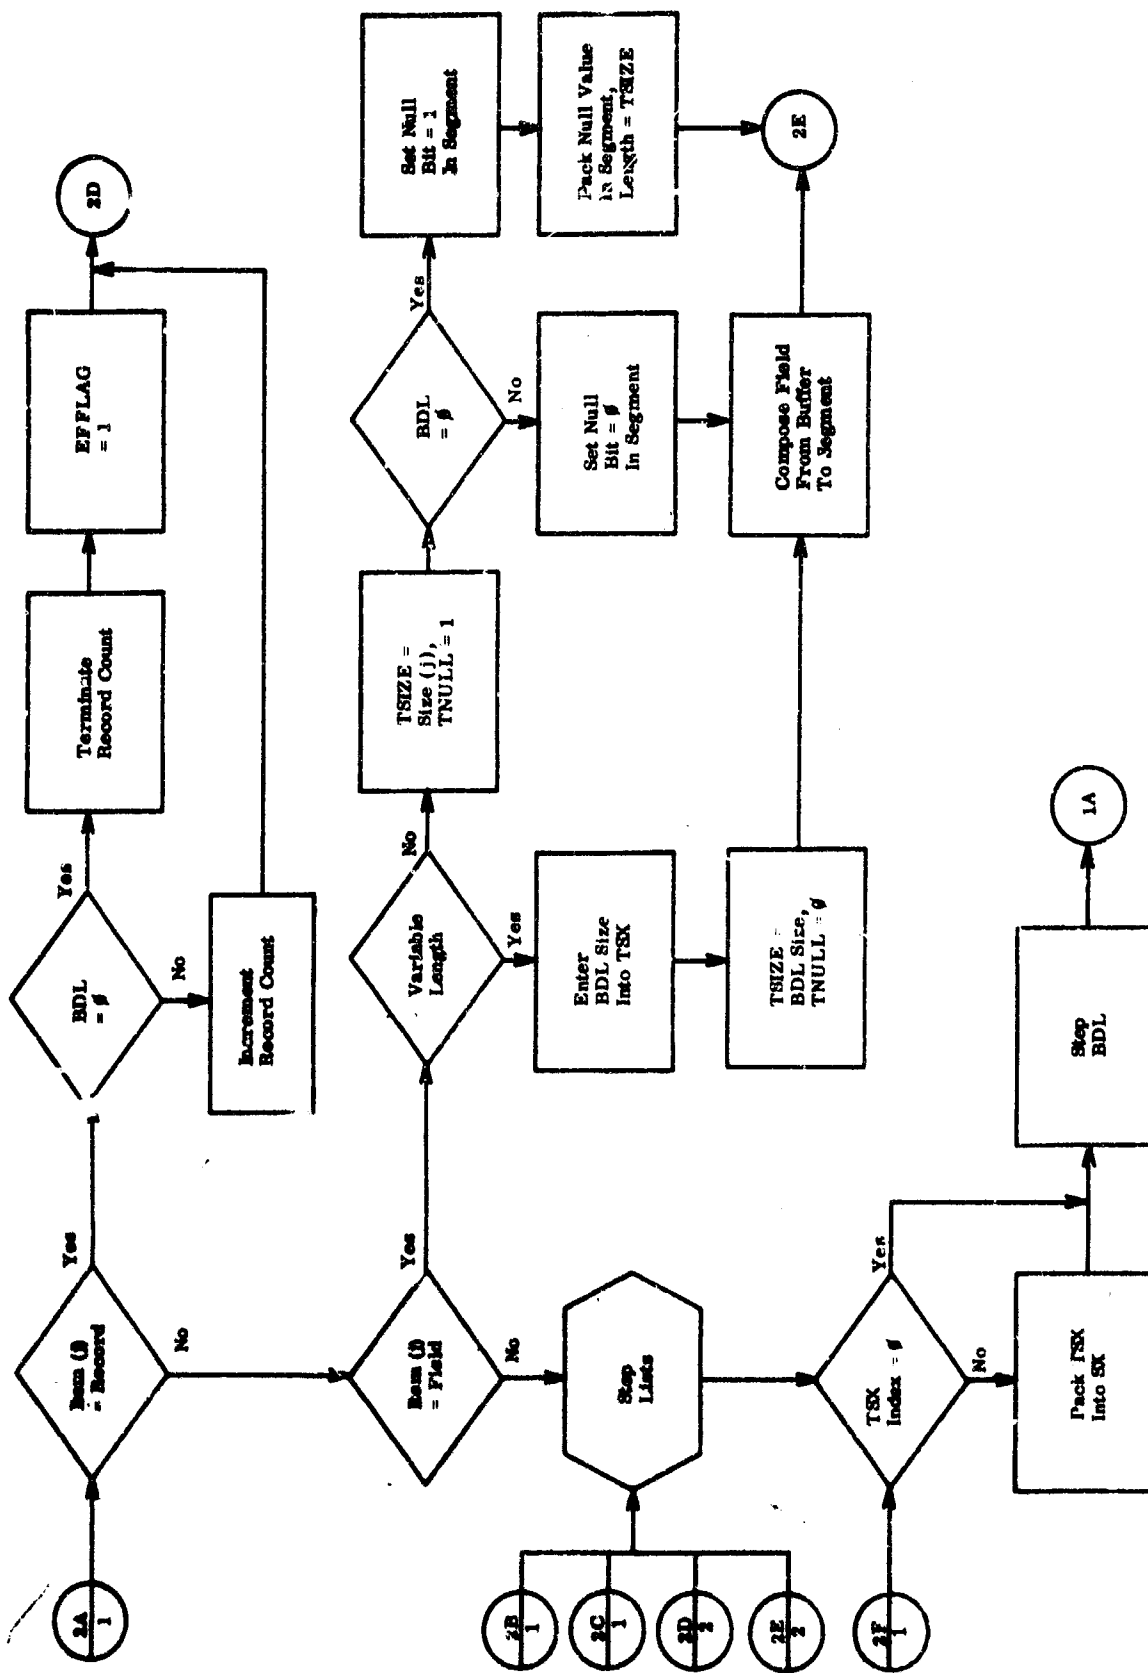 2A
1
Item (j)
= Record
Yes
No
BDL
= ø
Yes
No
Terminate
Record Count
EFFLAG
= 1
2D
Increment
Record Count
Item (j)
= Field
Yes
No
Variable
Length
No
Yes
TSIZE =
Size (j),
TNULL = 1
BDL
= ø
Yes
No
Set Null
Bit = 1
In Segment
Pack Null Value
In Segment,
Length = TSIZE
2E
Enter
BDL Size
Into TSX
Set Null
Bit = ø
In Segment
TSIZE =
BDL Size,
TNULL = ø
Compose Field
From Buffer
To Segment
2B
1
2C
1
2D
2
2E
2
Step
Lists
2F
1
TSX
Index = ø
Yes
No
Pack TSX
Into SX
Step
BDL
1A